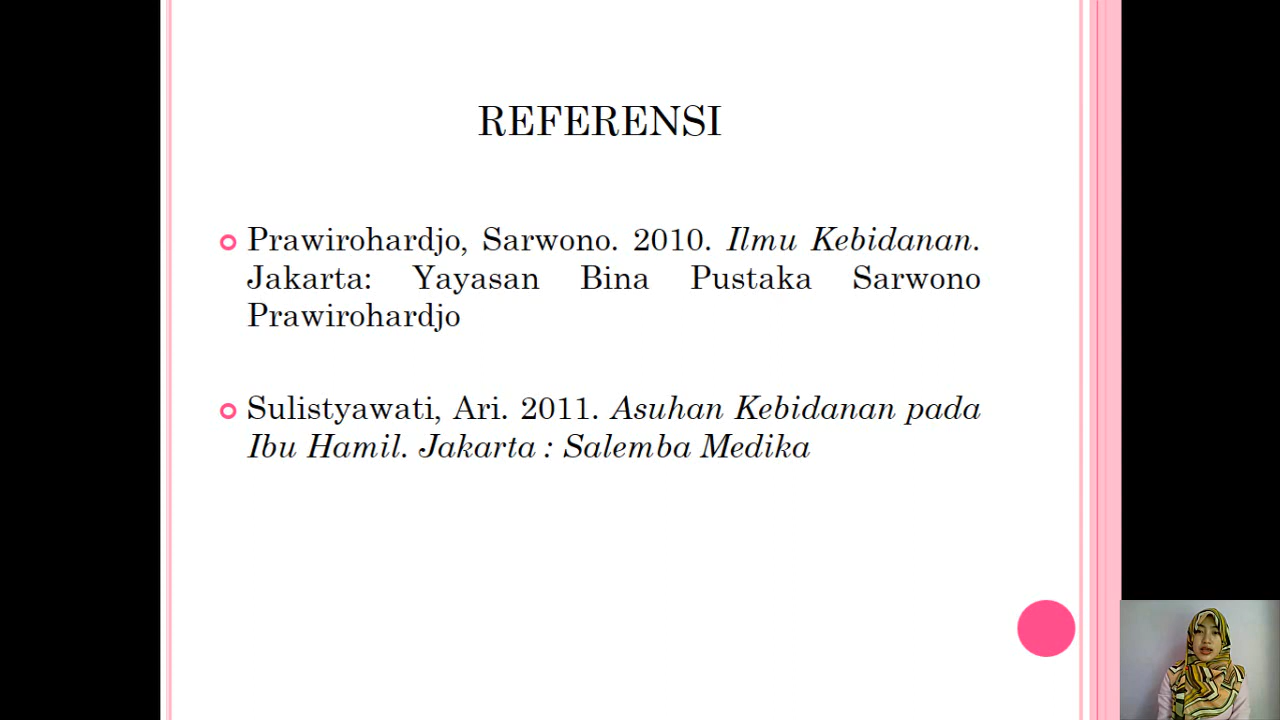 REFERENSI
Prawirohardjo, Sarwono. 2010. Ilmu Kebidanan.
Jakarta: Yayasan Bina Pustaka Sarwono
Prawirohardjo
Sulistyawati, Ari. 2011. Asuhan Kebidanan pada
Ibu Hamil. Jakarta : Salemba Medika